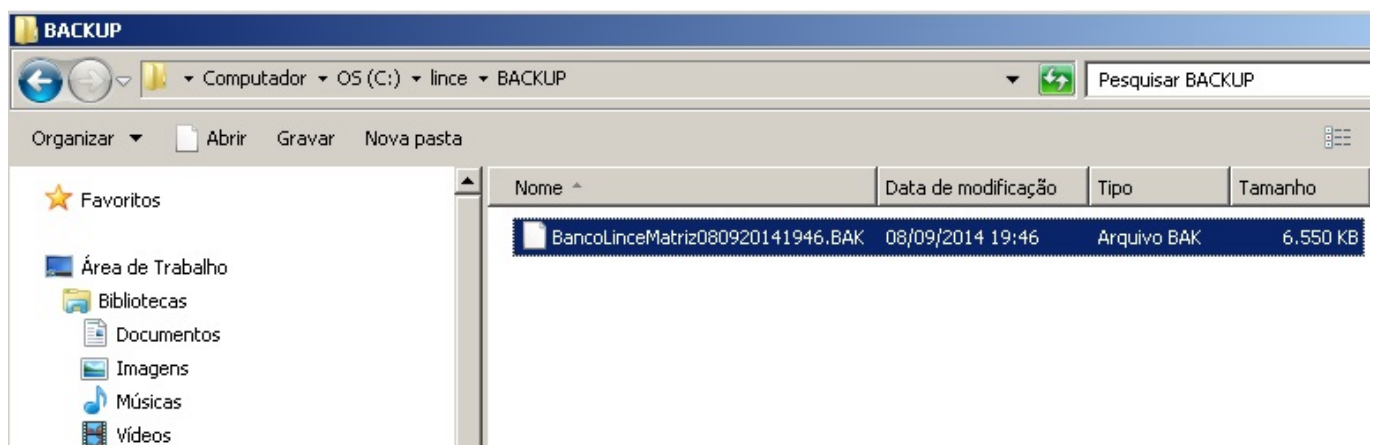 BACKUP
Computador OS (C:) lince BACKUP
Pesquisar BACKUP
Organizar Abrir Gravar Nova pasta
Nome Data de modificação Tipo Tamanho
BancoLinceMatriz080920141946.BAK 08/09/2014 19:46 Arquivo BAK 6.550 KB
Favoritos
Área de Trabalho
Bibliotecas
Documentos
Imagens
Músicas
Vídeos